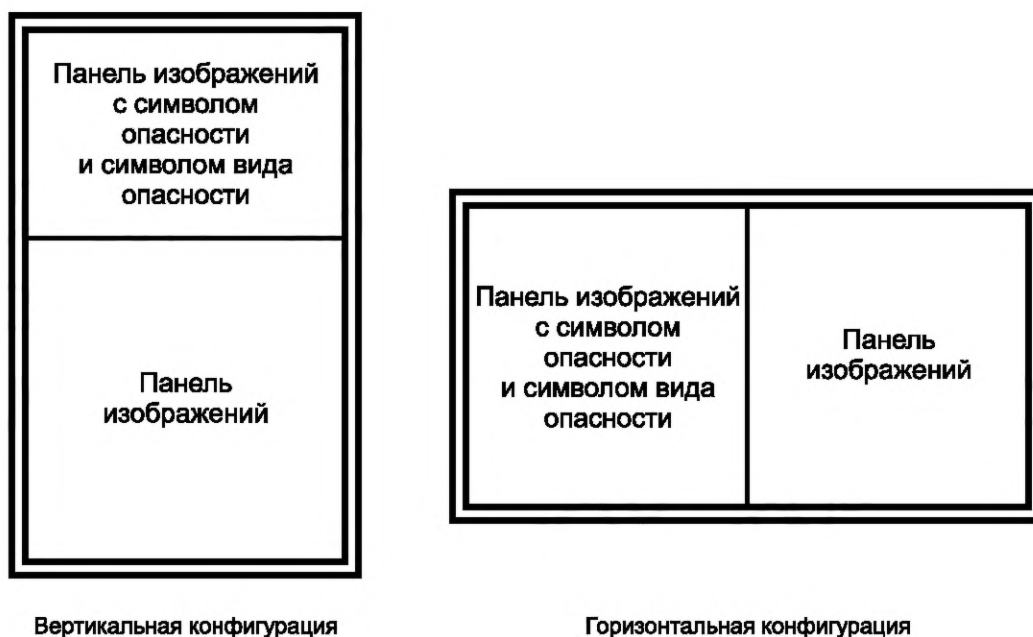 Панель изображений
с символом
опасности
и символом вида
опасности
Панель
изображений
Вертикальная конфигурация
Панель изображений
с символом
опасности
и символом вида
опасности
Панель
изображений
Горизонтальная конфигурация